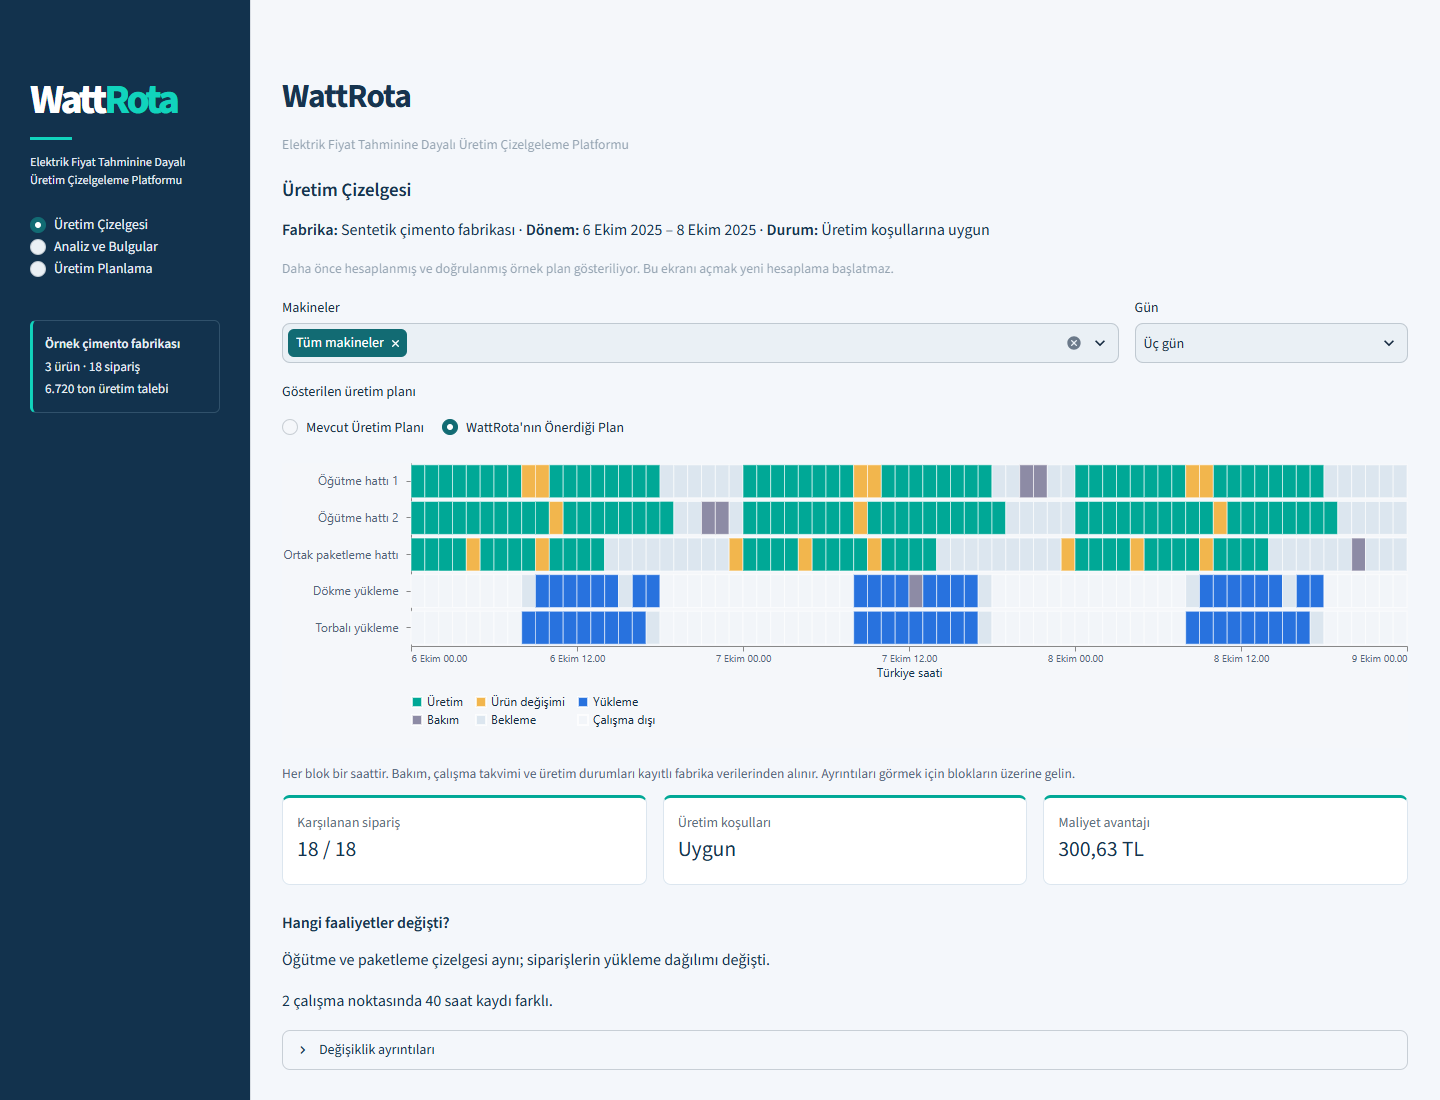 WattRota
Elektrik Fiyat Tahminine Dayalı
Üretim Çizelgeleme Platformu
Üretim Çizelgesi
Analiz ve Bulgular
Üretim Planlama
Örnek çimento fabrikası
3 ürün · 18 sipariş
6.720 ton üretim talebi
WattRota
Elektrik Fiyat Tahminine Dayalı Üretim Çizelgeleme Platformu
Üretim Çizelgesi
Fabrika: Sentetik çimento fabrikası · Dönem: 6 Ekim 2025 – 8 Ekim 2025 · Durum: Üretim koşullarına uygun
Daha önce hesaplanmış ve doğrulanmış örnek plan gösteriliyor. Bu ekranı açmak yeni hesaplama başlatmaz.
Makineler
Tüm makineler
Gün
Üç gün
Gösterilen üretim planı
Mevcut Üretim Planı
WattRota'nın Önerdiği Plan
Öğütme hattı 1
Öğütme hattı 2
Ortak paketleme hattı
Dökme yükleme
Torbalı yükleme
6 Ekim 00.00
6 Ekim 12.00
7 Ekim 00.00
7 Ekim 12.00
8 Ekim 00.00
8 Ekim 12.00
9 Ekim 00.00
Türkiye saati
Üretim
Ürün değişimi
Yükleme
Bakım
Bekleme
Çalışma dışı
Her blok bir saattir. Bakım, çalışma takvimi ve üretim durumları kayıtlı fabrika verilerinden alınır. Ayrıntıları görmek için blokların üzerine gelin.
Karşılanan sipariş
18 / 18
Üretim koşulları
Uygun
Maliyet avantajı
300,63 TL
Hangi faaliyetler değişti?
Öğütme ve paketleme çizelgesi aynı; siparişlerin yükleme dağılımı değişti.
2 çalışma noktasında 40 saat kaydı farklı.
Değişiklik ayrıntıları